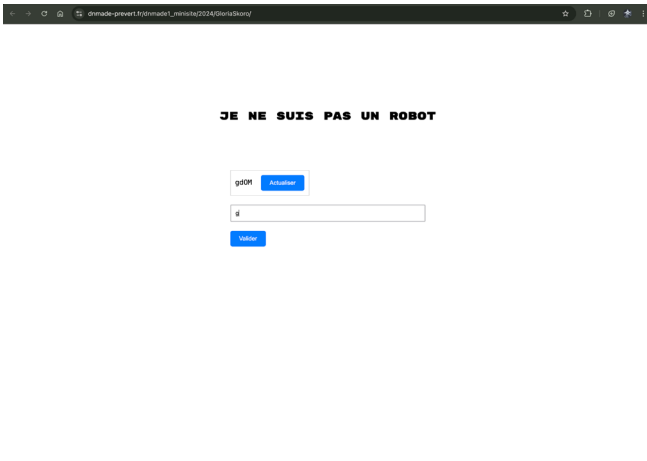 dnmade-prevert.fr/dnmade1_minisite/2024/GloriaSkoro/
JE NE SUIS PAS UN ROBOT
gdOM Actualiser
g
Valider